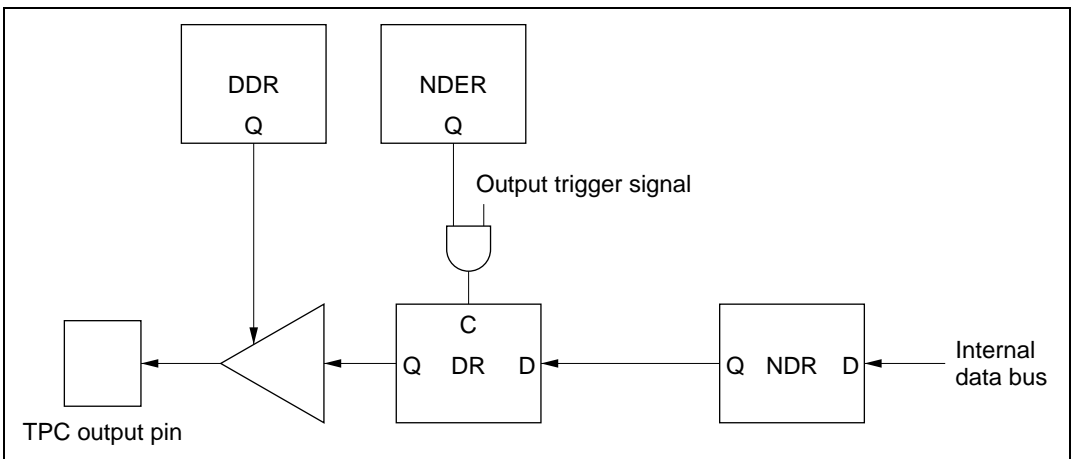 DDR
Q
NDER
Q
Output trigger signal
C
Q DR D
Q NDR D
Internal
data bus
TPC output pin